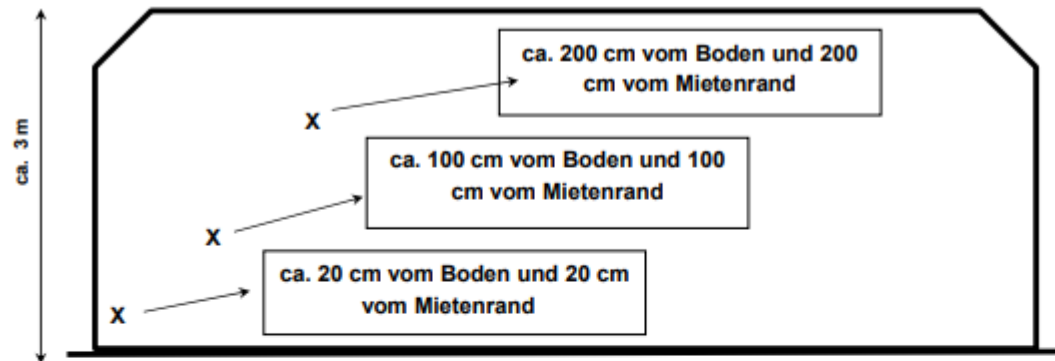 ca. 200 cm vom Boden und 200
cm vom Mietenrand
X
ca. 3 m
ca. 100 cm vom Boden und 100
cm vom Mietenrand
X
ca. 20 cm vom Boden und 20 cm
vom Mietenrand
X